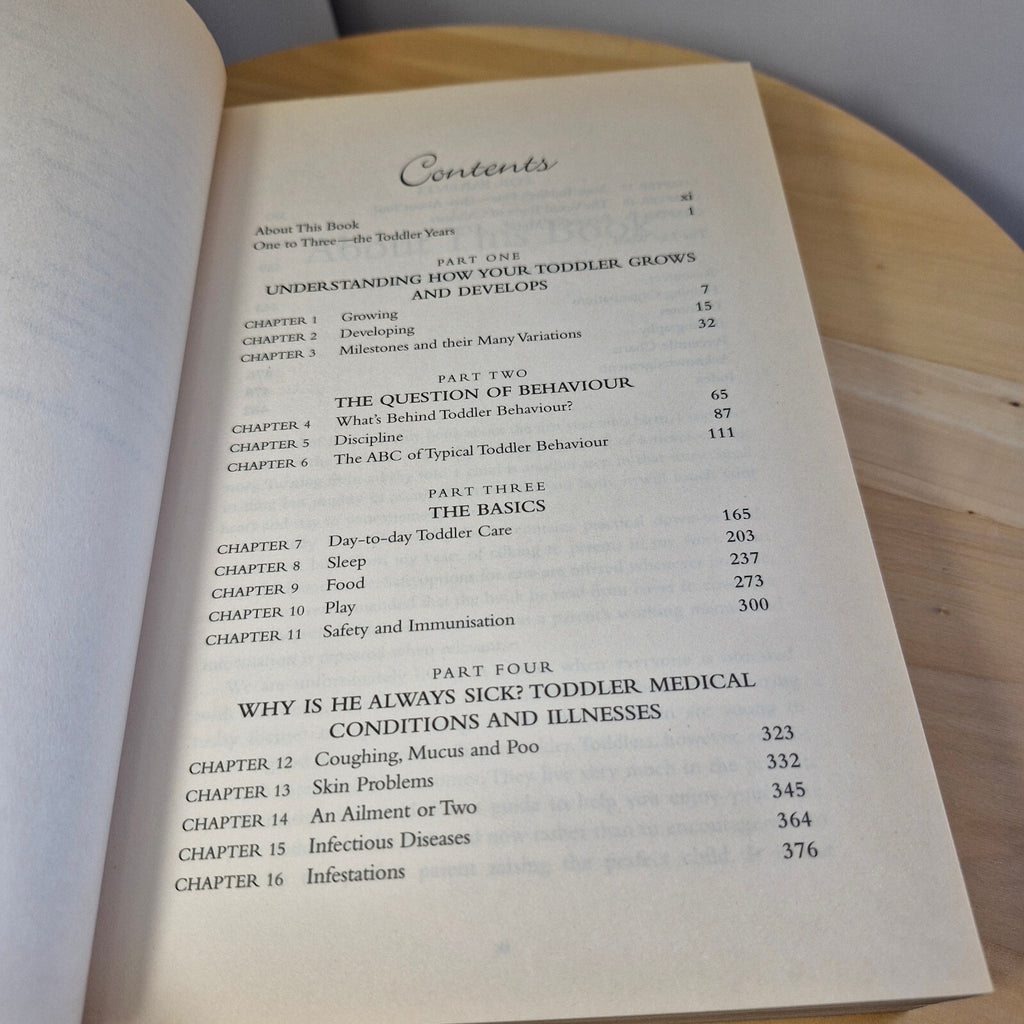 Contents
About This Book xi
One to Three—the Toddler Years 1
PART ONE
UNDERSTANDING HOW YOUR TODDLER GROWS
AND DEVELOPS
CHAPTER 1 Growing 7
CHAPTER 2 Developing 15
CHAPTER 3 Milestones and their Many Variations 32
PART TWO
THE QUESTION OF BEHAVIOUR
CHAPTER 4 What's Behind Toddler Behaviour? 65
CHAPTER 5 Discipline 87
CHAPTER 6 The ABC of Typical Toddler Behaviour 111
PART THREE
THE BASICS
CHAPTER 7 Day-to-day Toddler Care 165
CHAPTER 8 Sleep 203
CHAPTER 9 Food 237
CHAPTER 10 Play 273
CHAPTER 11 Safety and Immunisation 300
PART FOUR
WHY IS HE ALWAYS SICK? TODDLER MEDICAL
CONDITIONS AND ILLNESSES
CHAPTER 12 Coughing, Mucus and Poo 323
CHAPTER 13 Skin Problems 332
CHAPTER 14 An Ailment or Two 345
CHAPTER 15 Infectious Diseases 364
CHAPTER 16 Infestations 376